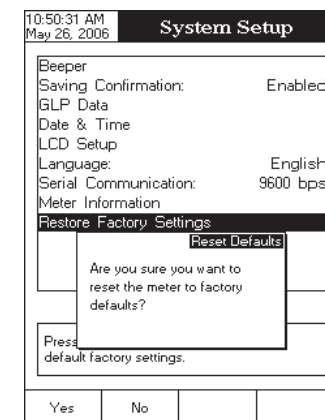 10:50:31 AM
May 26, 2006
System Setup
Beeper
Saving Confirmation: Enabled
GLP Data
Date & Time
LCD Setup
Language: English
Serial Communication: 9600 bps
Meter Information
Restore Factory Settings
Reset Defaults
Are you sure you want to
reset the meter to factory
defaults?
Press
default factory settings.
Yes No